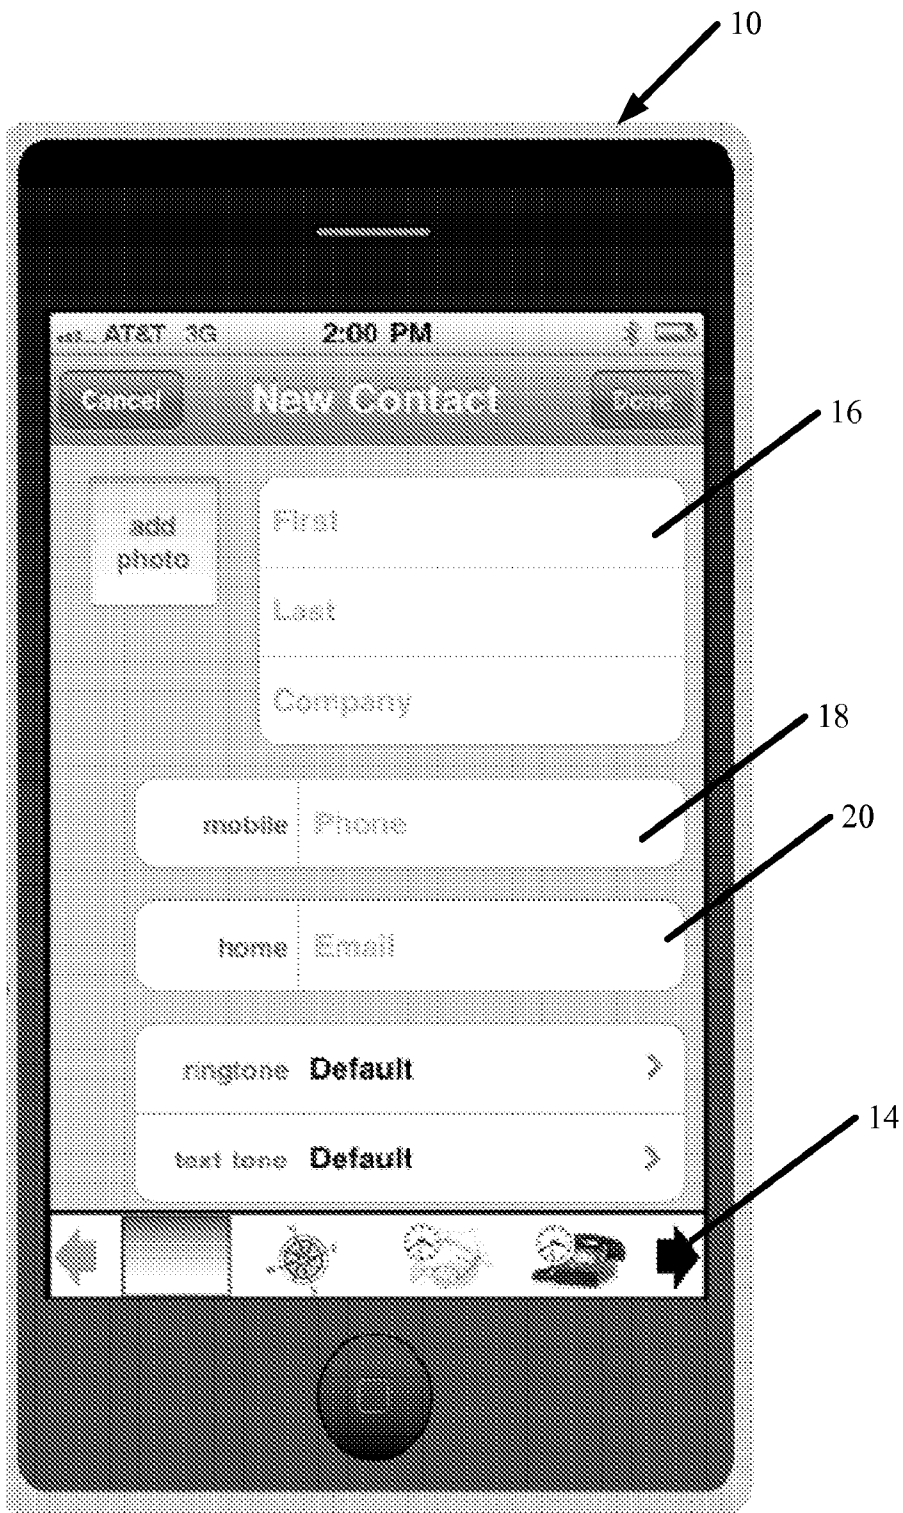 10
AT&T 3G 2:00 PM
Cancel New Contact Done
16
add
photo
First
Last
Company
18
mobile Phone
20
home Email
ringtone Default
14
text tone Default